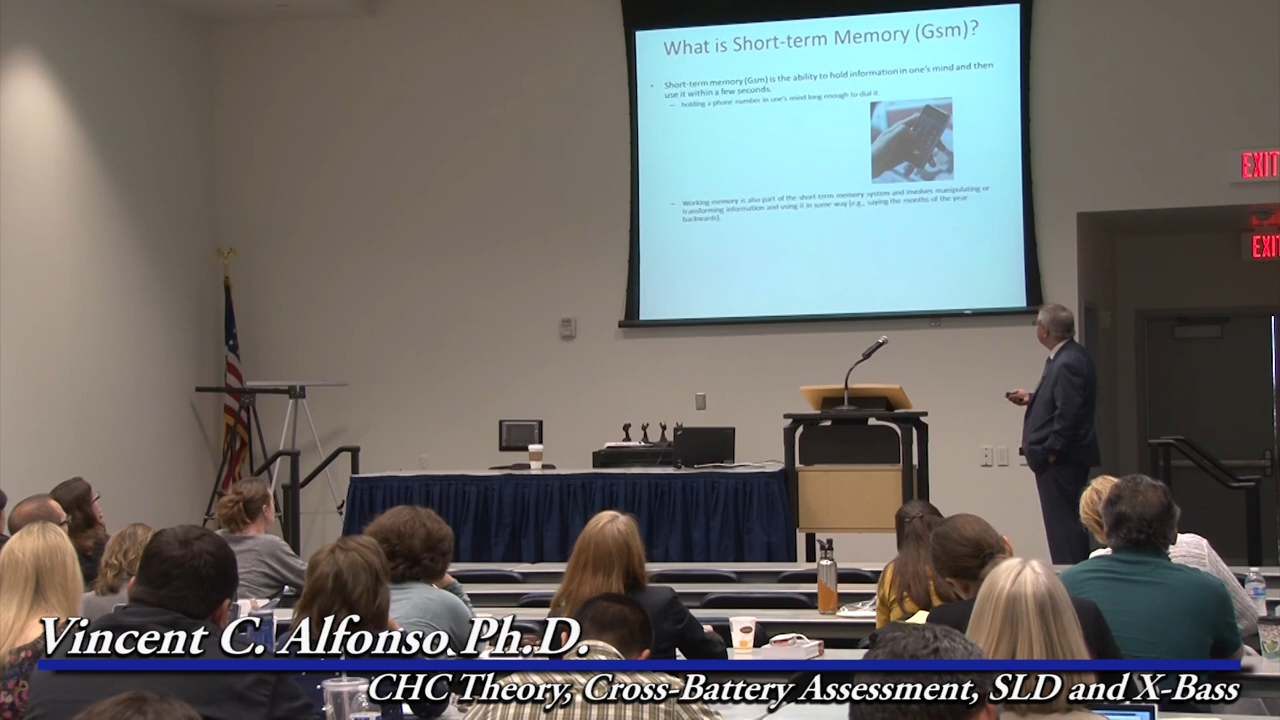 What is Short-term Memory (Gsm)?
• Short-term memory (Gsm) is the ability to hold information in one's mind and then
use it within a few seconds.
– holding a phone number in one's mind long enough to dial it.
– Working memory is also part of the short-term memory system and involves manipulating or
transforming information and using it in some way (e.g., saying the months of the year
backwards).
EXIT
EXIT
Vincent C. Alfonso Ph.D.
CHC Theory, Cross-Battery Assessment, SLD and X-Bass